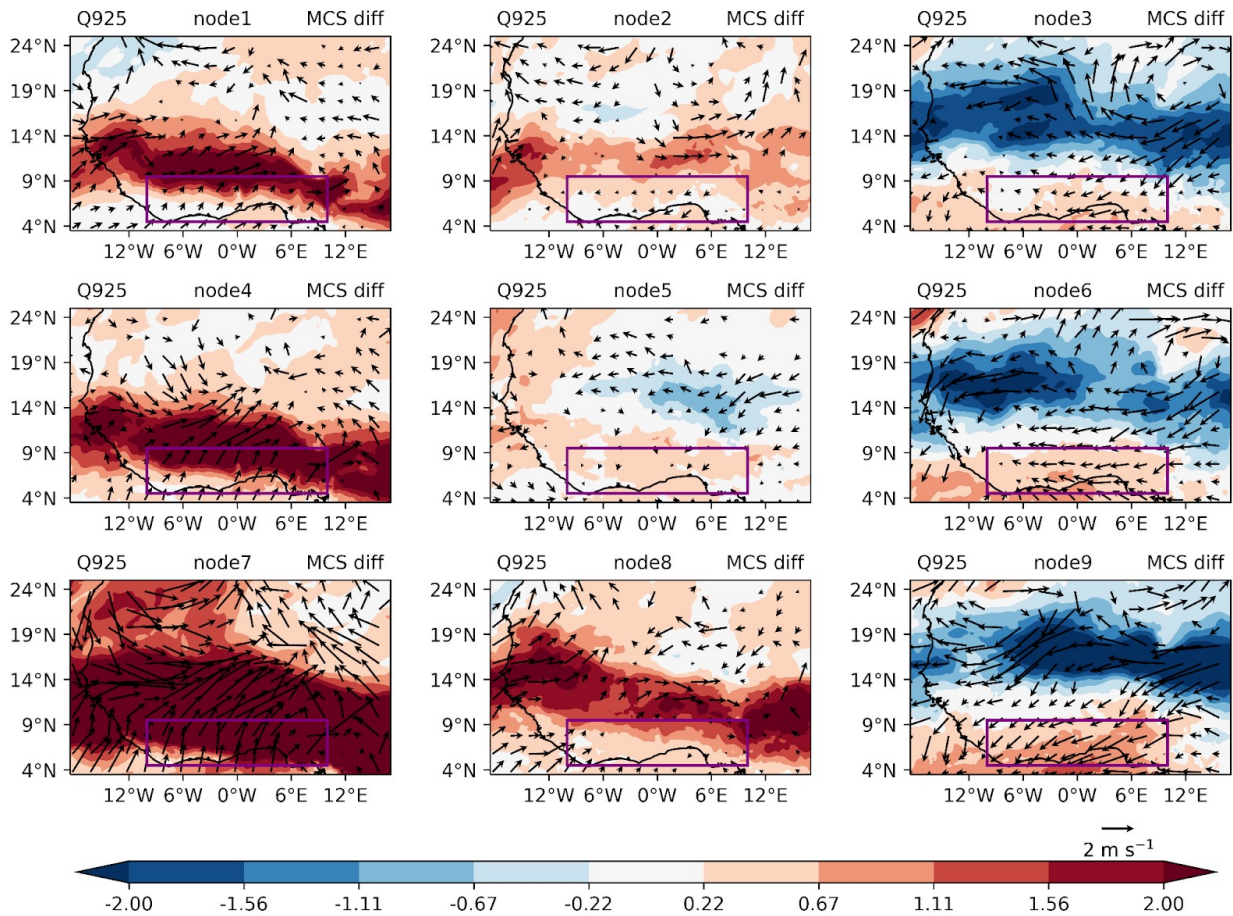 Q925 node1 MCS diff Q925 node2 MCS diff Q925 node3 MCS diff
24°N 24°N 24°N
19°N 19°N 19°N
14°N 14°N 14°N
9°N 9°N 9°N
4°N 4°N 4°N
12°W 6°W 0°W 6°E 12°E 12°W 6°W 0°W 6°E 12°E 12°W 6°W 0°W 6°E 12°E
Q925 node4 MCS diff Q925 node5 MCS diff Q925 node6 MCS diff
24°N 24°N 24°N
19°N 19°N 19°N
14°N 14°N 14°N
9°N 9°N 9°N
4°N 4°N 4°N
12°W 6°W 0°W 6°E 12°E 12°W 6°W 0°W 6°E 12°E 12°W 6°W 0°W 6°E 12°E
Q925 node7 MCS diff Q925 node8 MCS diff Q925 node9 MCS diff
24°N 24°N 24°N
19°N 19°N 19°N
14°N 14°N 14°N
9°N 9°N 9°N
4°N 4°N 4°N
12°W 6°W 0°W 6°E 12°E 12°W 6°W 0°W 6°E 12°E 12°W 6°W 0°W 6°E 12°E
2 m s⁻¹
-2.00 -1.56 -1.11 -0.67 -0.22 0.22 0.67 1.11 1.56 2.00